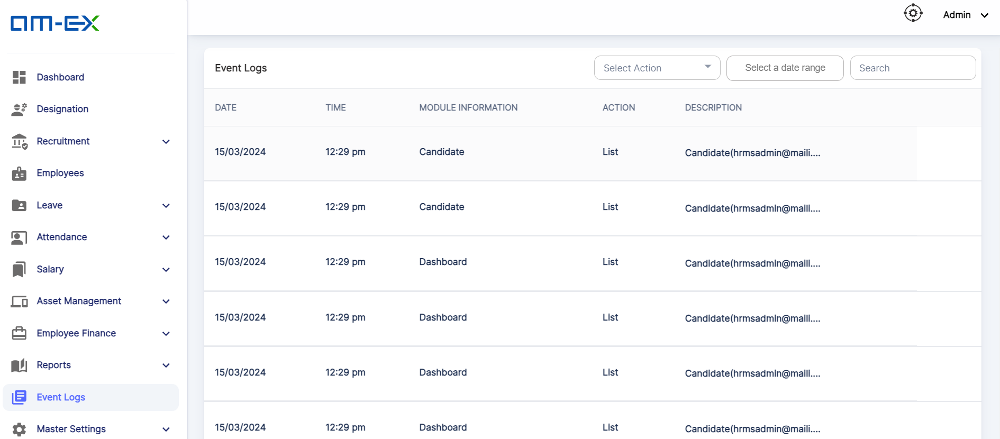 am-ex
Admin
Dashboard
Designation
Recruitment
Employees
Leave
Attendance
Salary
Asset Management
Employee Finance
Reports
Event Logs
Master Settings
Event Logs
Select Action
Select a date range
Search
DATE TIME MODULE INFORMATION ACTION DESCRIPTION
15/03/2024 12:29 pm Candidate List Candidate(hrmsadmin@maili....
15/03/2024 12:29 pm Candidate List Candidate(hrmsadmin@maili....
15/03/2024 12:29 pm Dashboard List Candidate(hrmsadmin@maili....
15/03/2024 12:29 pm Dashboard List Candidate(hrmsadmin@maili....
15/03/2024 12:29 pm Dashboard List Candidate(hrmsadmin@maili....
15/03/2024 12:29 pm Dashboard List Candidate(hrmsadmin@maili....